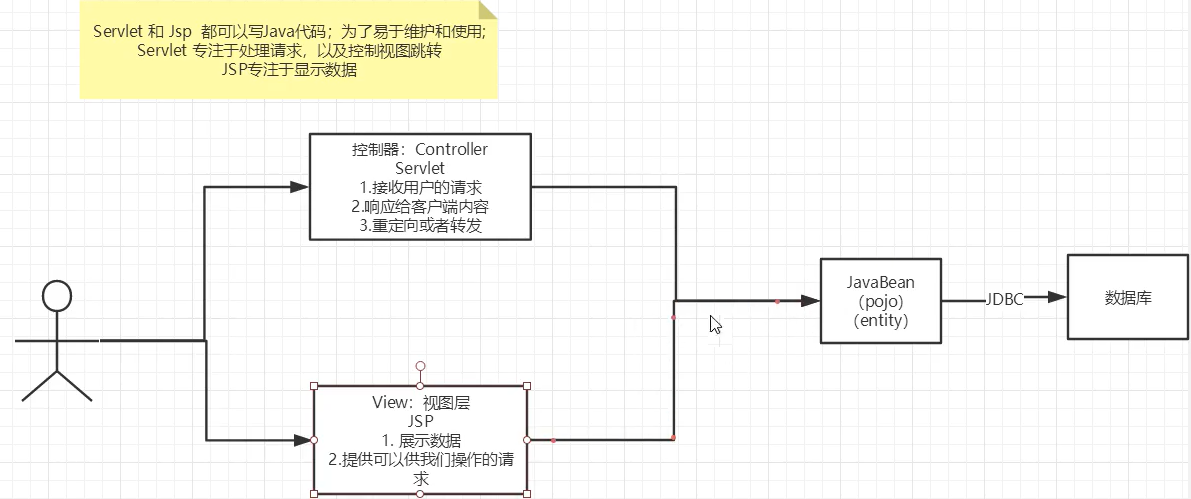 Servlet 和 Jsp 都可以写Java代码；为了易于维护和使用;
Servlet 专注于处理请求，以及控制视图跳转
JSP专注于显示数据
控制器：Controller
Servlet
1.接收用户的请求
2.响应给客户端内容
3.重定向或者转发
JavaBean
（pojo）
（entity）
JDBC
数据库
View：视图层
JSP
1. 展示数据
2.提供可以供我们操作的请
求